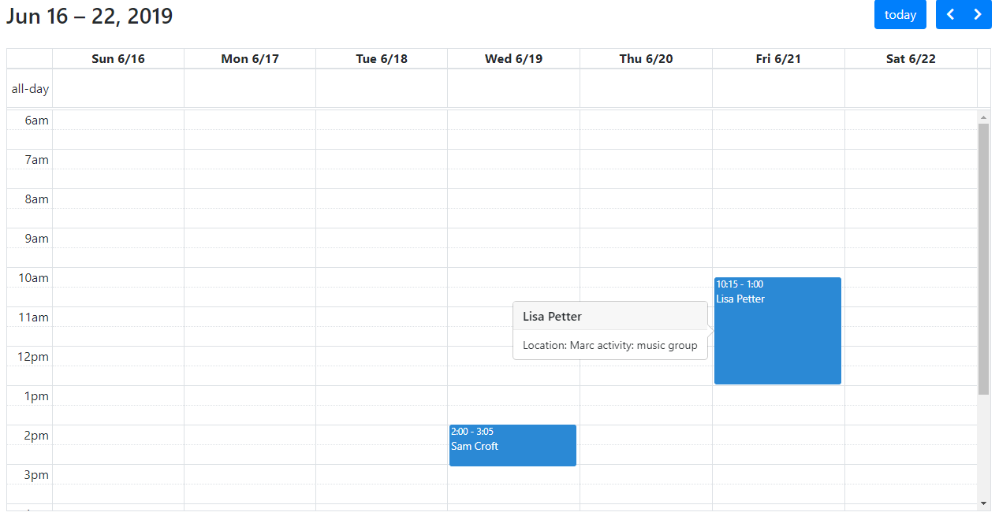 Jun 16 – 22, 2019
today
Sun 6/16 Mon 6/17 Tue 6/18 Wed 6/19 Thu 6/20 Fri 6/21 Sat 6/22
all-day
6am
7am
8am
9am
10am
10:15 - 1:00
Lisa Petter
11am
Lisa Petter
Location: Marc activity: music group
12pm
1pm
2pm
2:00 - 3:05
Sam Croft
3pm